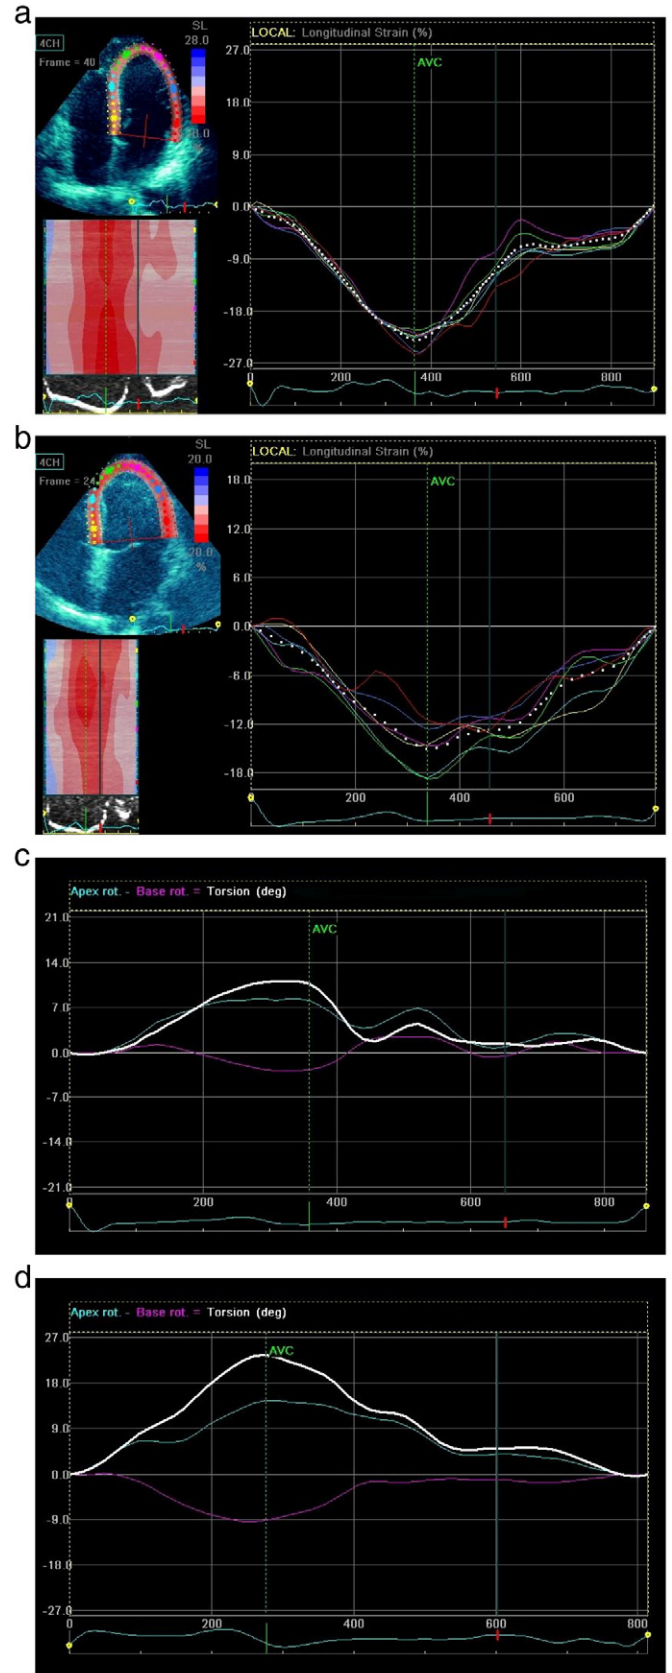 a
4CH
SL
28.0
Frame = 40
%
LOCAL: Longitudinal Strain (%)
AVC
27.0
18.0
9.0
0.0
-9.0
-18.0
-27.0
0 200 400 600
b
4CH
SL
20.0
Frame = 24
20.0
%
LOCAL: Longitudinal Strain (%)
AVC
18.0
12.0
6.0
0.0
-6.0
-12.0
-18.0
0 200 400 600
c
Apex rot. - Base rot. = Torsion (deg)
AVC
21.0
14.0
7.0
0.0
-7.0
-14.0
-21.0
0 200 400 600 800
d
Apex rot. - Base rot. = Torsion (deg)
AVC
27.0
18.0
9.0
0.0
-9.0
-18.0
-27.0
0 200 400 600 800